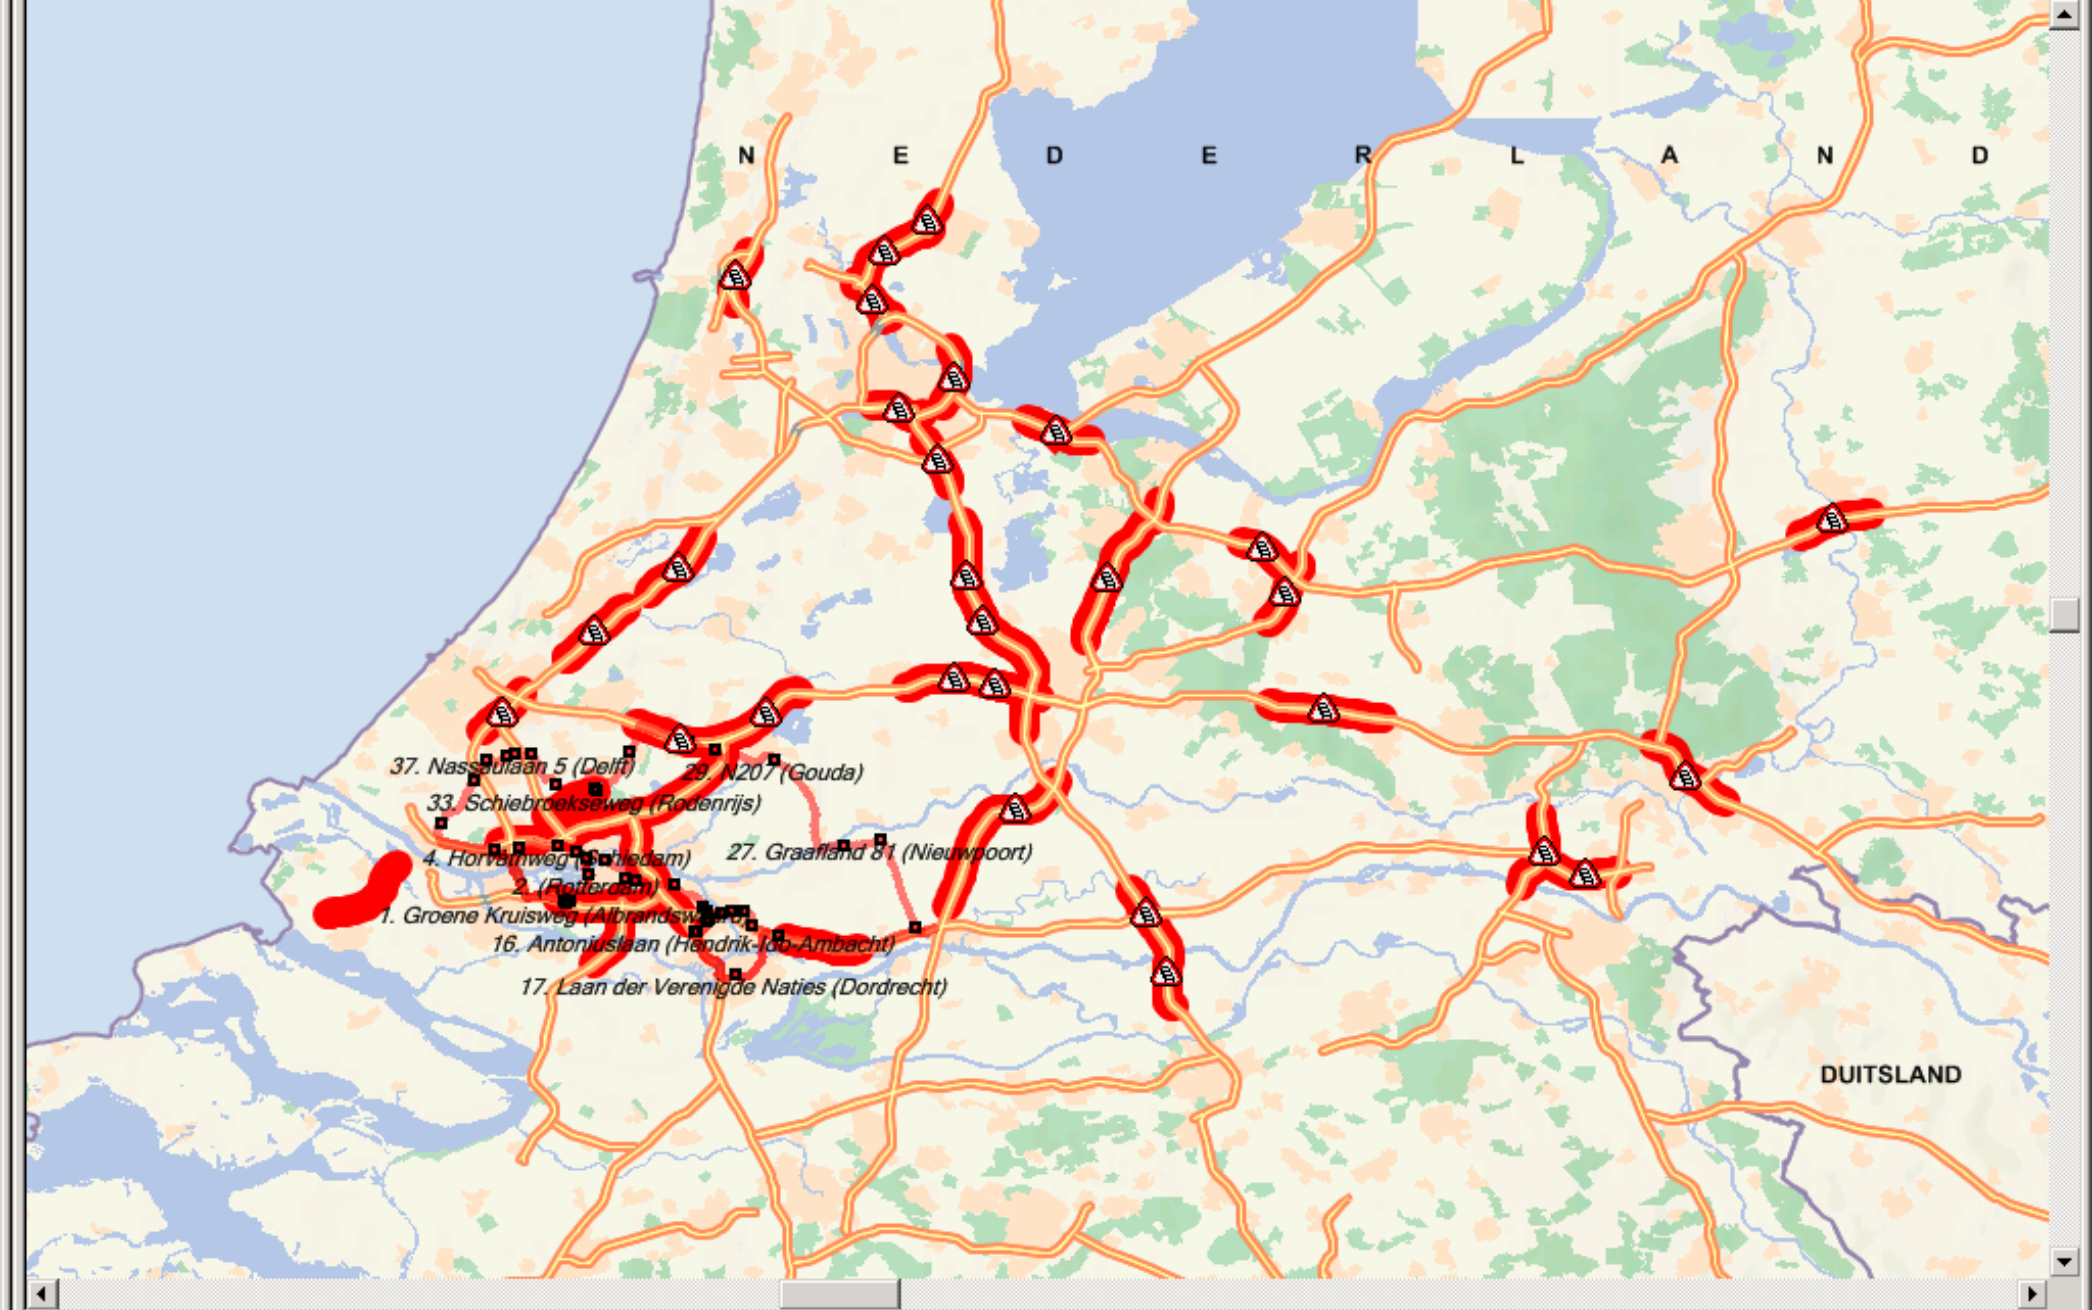 N E D E R L A N D
37. Nassaulaan 5 (Delft)
29. N207 (Gouda)
33. Schiebroekseweg (Rodenrijs)
27. Graafland 81 (Nieuwpoort)
4. Horvathweg (Schiedam)
2. (Rotterdam)
1. Groene Kruisweg (Albrandswaard)
16. Antoniuslaan (Hendrik-Ido-Ambacht)
17. Laan der Verenigde Naties (Dordrecht)
DUITSLAND